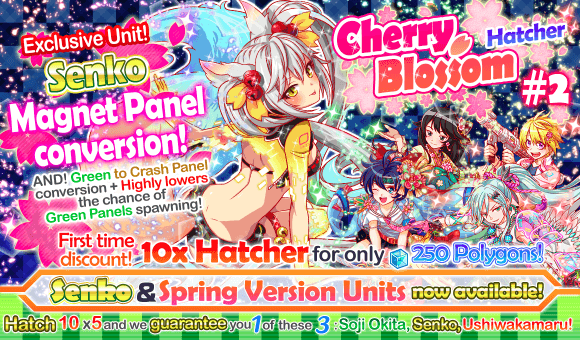 Exclusive Unit!
Senko
Magnet Panel
conversion!
AND! Green to Crash Panel
conversion + Highly lowers
the chance of
Green Panels spawning!
Cherry
Blossom
Hatcher
#2
First time
discount!
10x Hatcher for only 250 Polygons!
Senko & Spring Version Units now available!
Hatch 10 x5 and we guarantee you 1 of these 3 : Soji Okita, Senko, Ushiwakamaru!